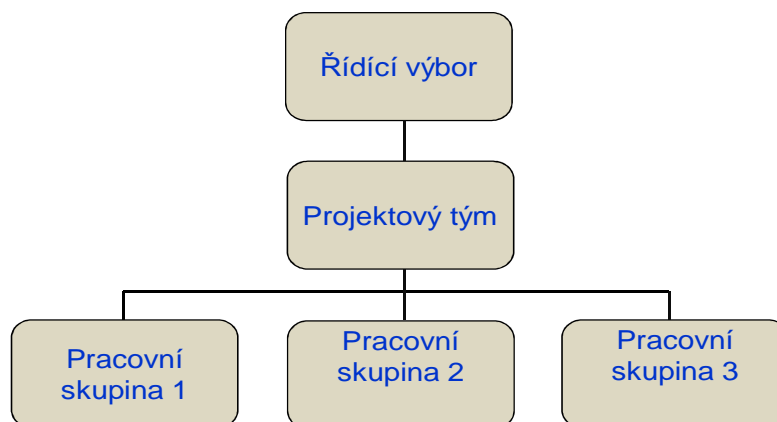 Řídící výbor
Projektový tým
Pracovní
skupina 1
Pracovní
skupina 2
Pracovní
skupina 3